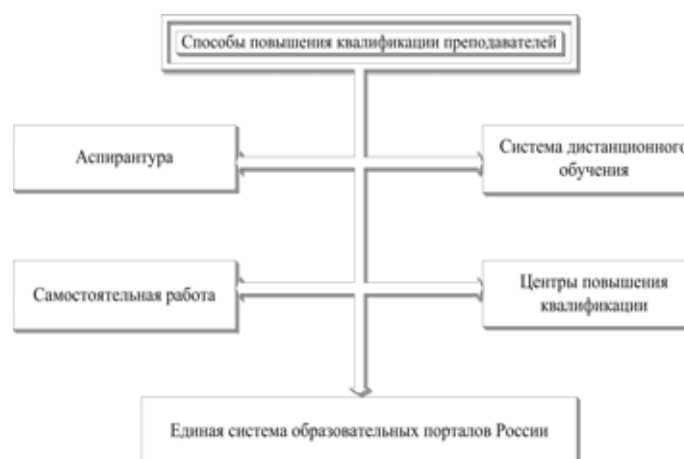 Способы повышения квалификации преподавателей
Аспирантура
Система дистанционного
обучения
Самостоятельная работа
Центры повышения
квалификации
Единая система образовательных порталов России